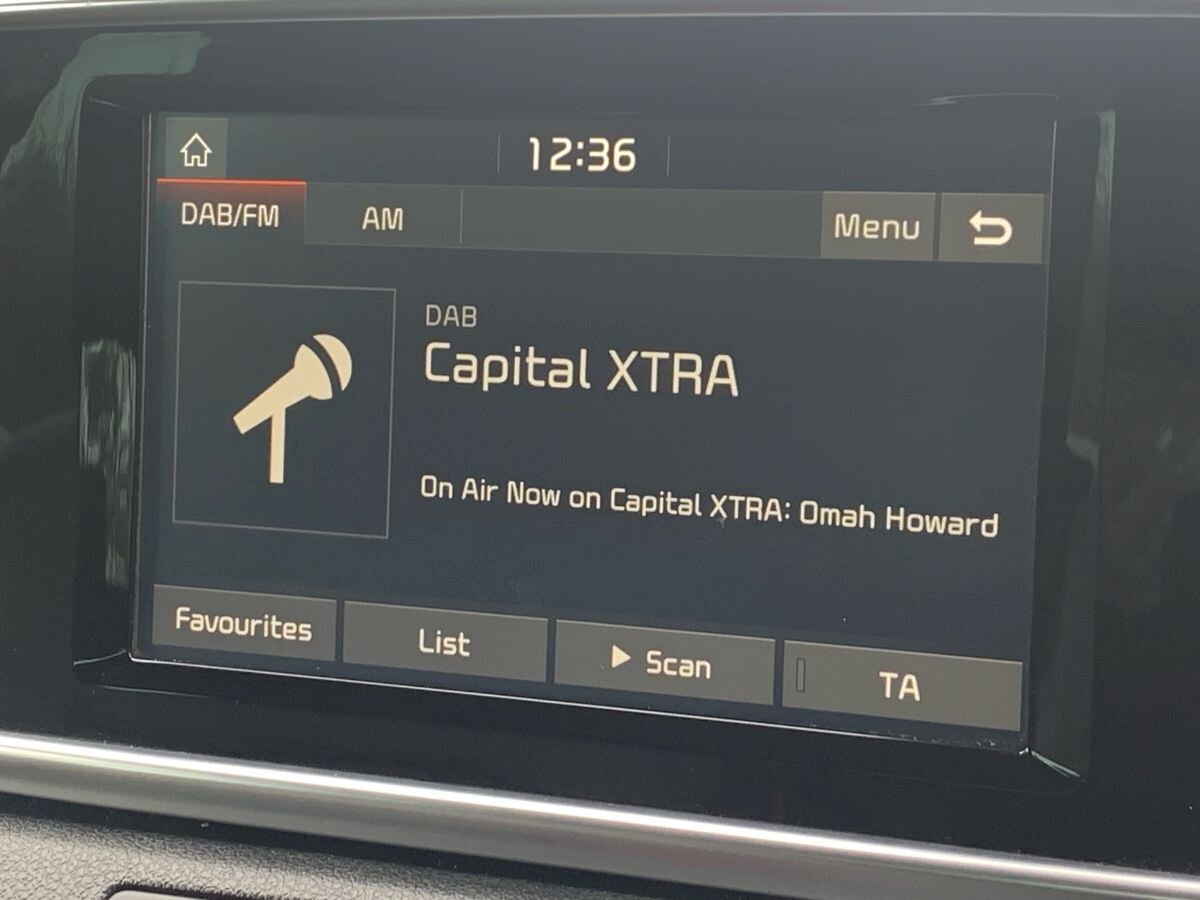 12:36
DAB/FM AM Menu
DAB
Capital XTRA
On Air Now on Capital XTRA: Omah Howard
Favourites List Scan TA